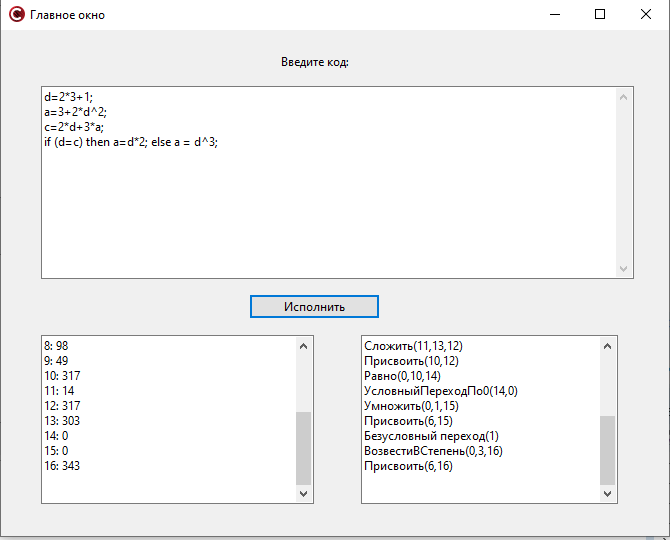 Главное окно
Введите код:
d=2*3+1;
a=3+2*d^2;
c=2*d+3*a;
if (d=c) then a=d*2; else a = d^3;
Исполнить
8: 98
9: 49
10: 317
11: 14
12: 317
13: 303
14: 0
15: 0
16: 343
Сложить(11,13,12)
Присвоить(10,12)
Равно(0,10,14)
УсловныйПереходПо0(14,0)
Умножить(0,1,15)
Присвоить(6,15)
Безусловный переход(1)
ВозвестиВСтепень(0,3,16)
Присвоить(6,16)